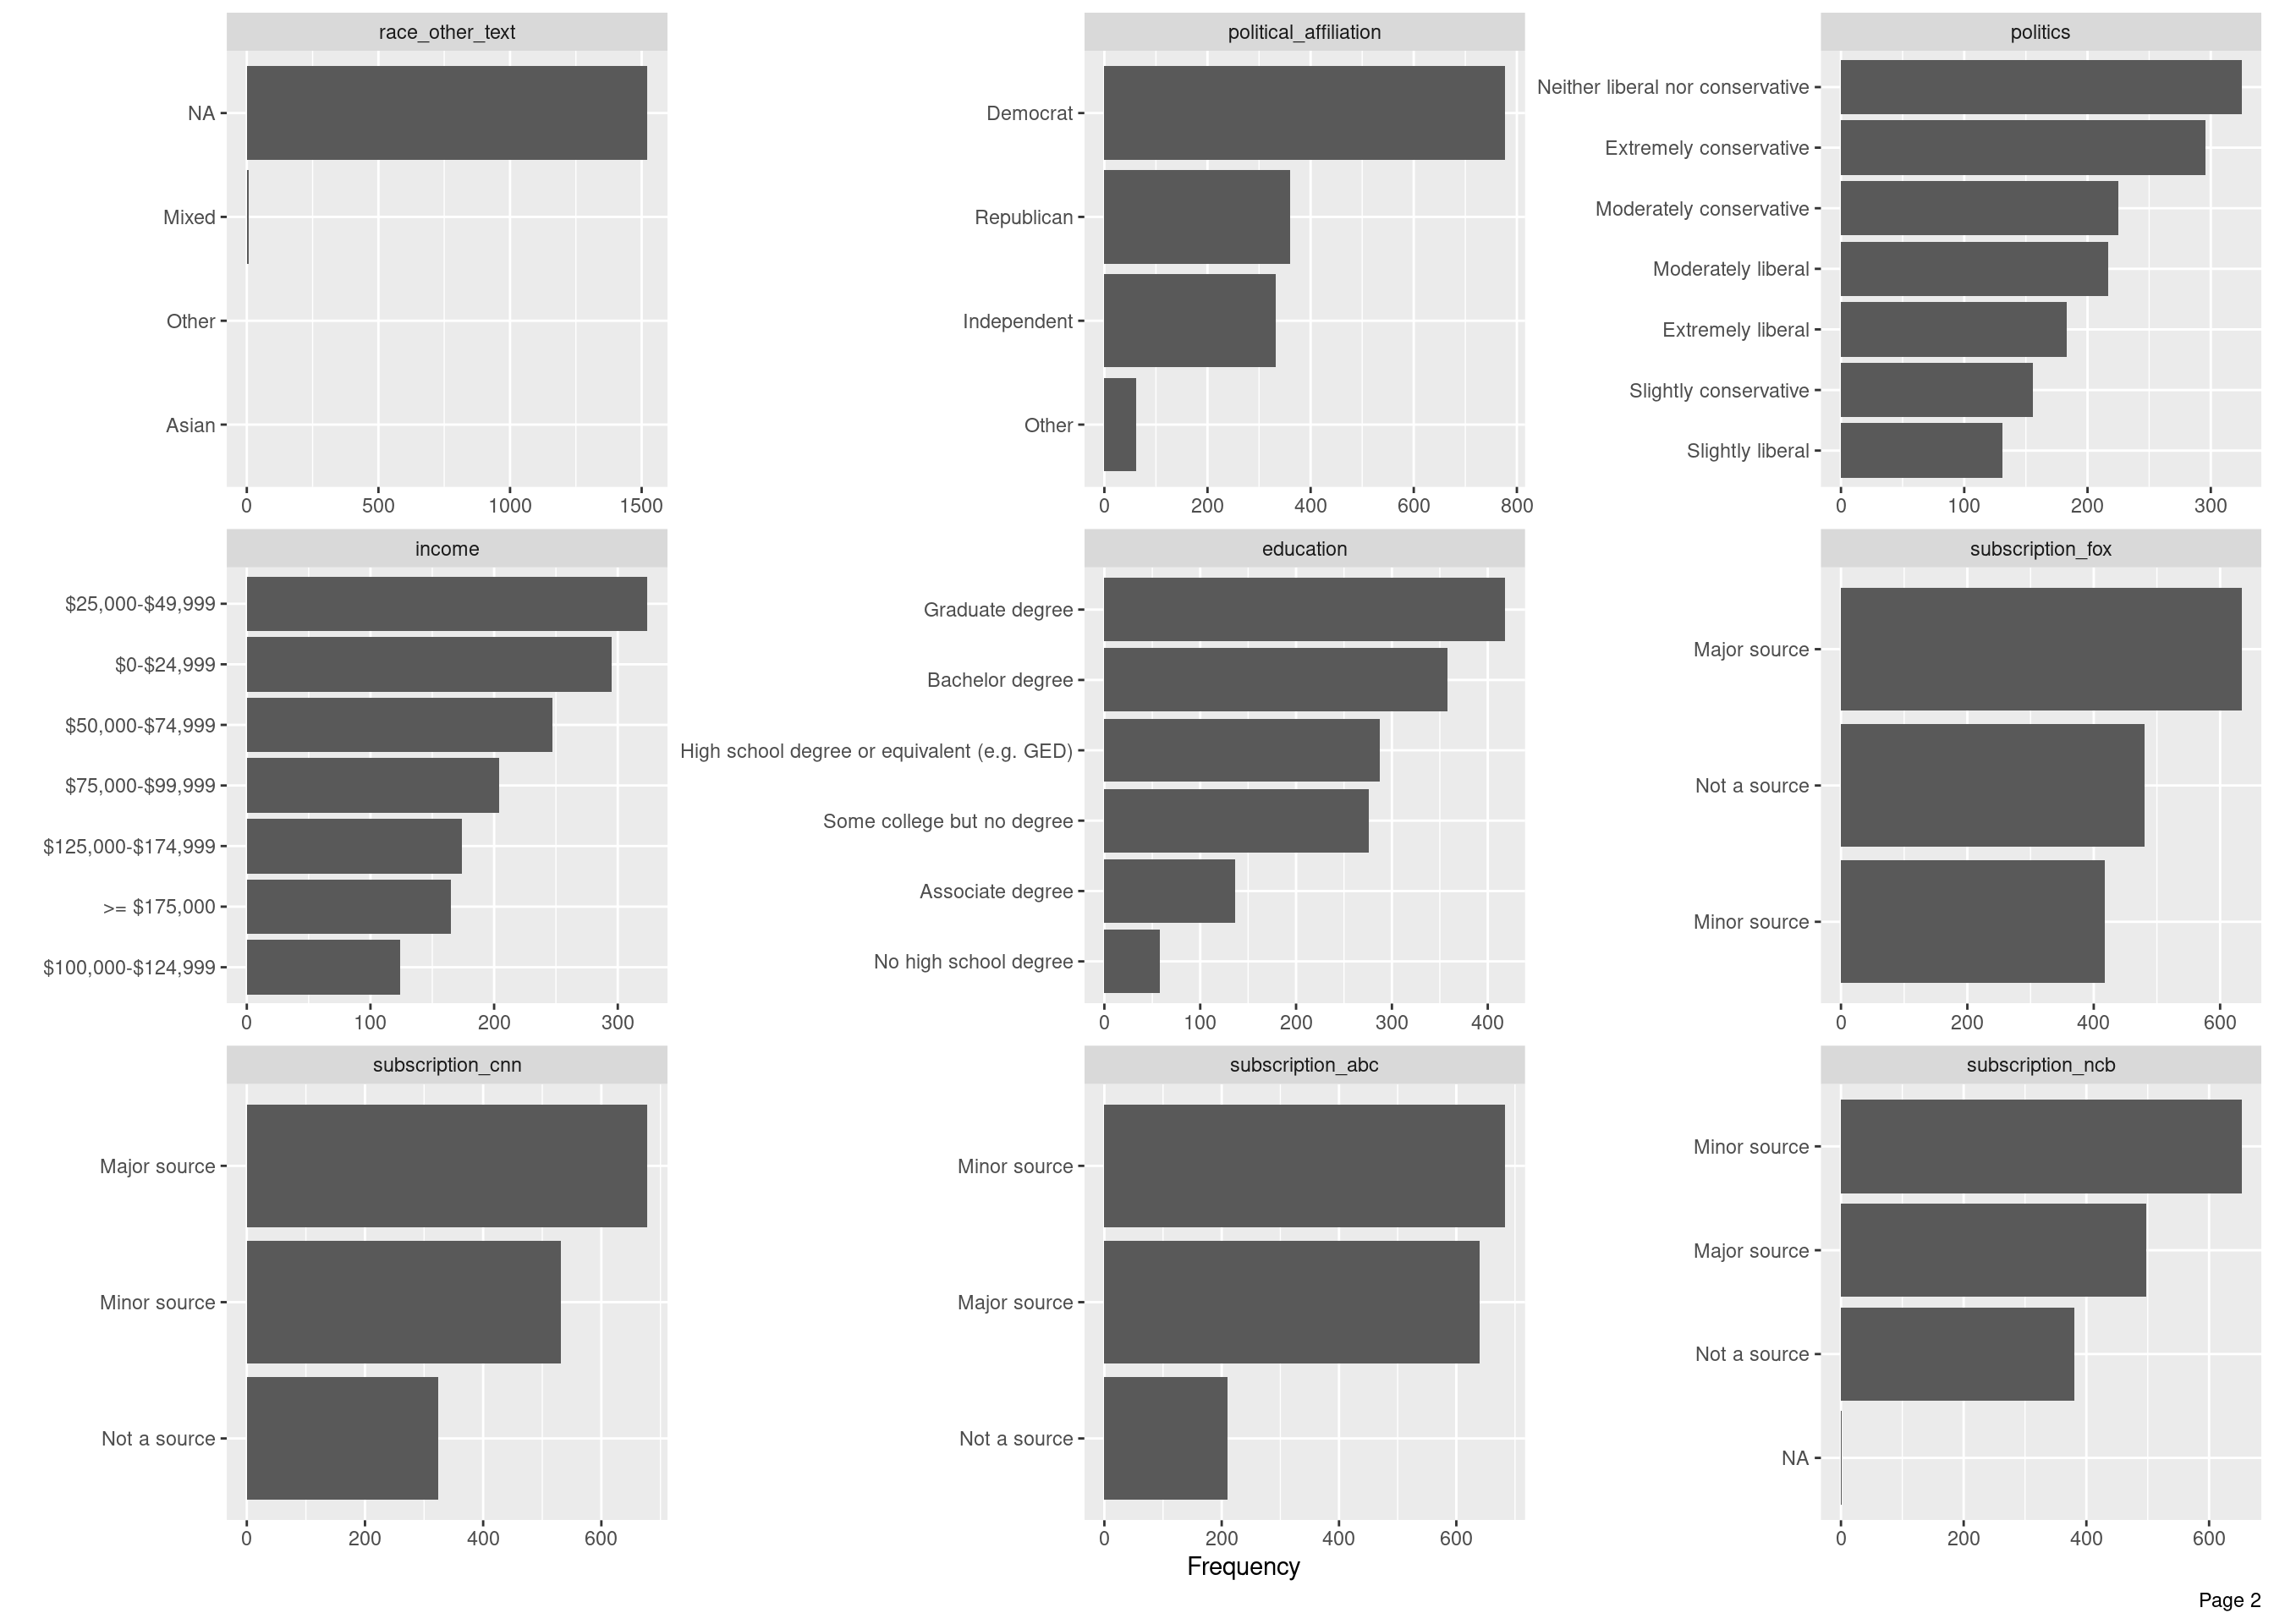 race_other_text
NA
Mixed
Other
Asian
0 500 1000 1500
political_affiliation
Democrat
Republican
Independent
Other
0 200 400 600 800
politics
Neither liberal nor conservative
Extremely conservative
Moderately conservative
Moderately liberal
Extremely liberal
Slightly conservative
Slightly liberal
0 100 200 300
income
$25,000-$49,999
$0-$24,999
$50,000-$74,999
$75,000-$99,999
$125,000-$174,999
>= $175,000
$100,000-$124,999
0 100 200 300
education
Graduate degree
Bachelor degree
High school degree or equivalent (e.g. GED)
Some college but no degree
Associate degree
No high school degree
0 100 200 300 400
subscription_fox
Major source
Not a source
Minor source
0 200 400 600
subscription_cnn
Major source
Minor source
Not a source
0 200 400 600
subscription_abc
Minor source
Major source
Not a source
0 200 400 600
subscription_ncb
Minor source
Major source
Not a source
NA
0 200 400 600
Frequency
Page 2